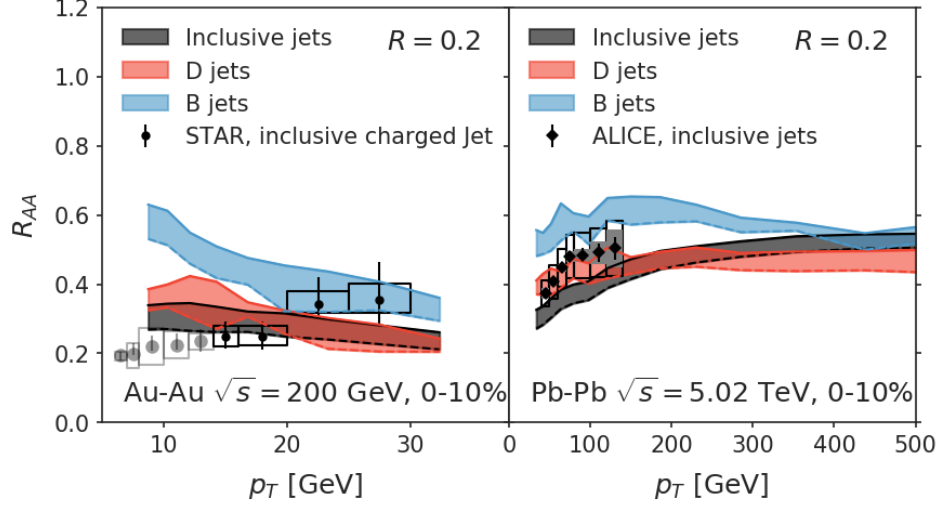 1.2
1.0
0.8
0.6
0.4
0.2
0.0
R_AA
Inclusive jets
D jets
B jets
STAR, inclusive charged Jet
R = 0.2
Au-Au √s = 200 GeV, 0-10%
10
20
30
p_T [GeV]
Inclusive jets
D jets
B jets
ALICE, inclusive jets
R = 0.2
Pb-Pb √s = 5.02 TeV, 0-10%
0
100
200
300
400
500
p_T [GeV]